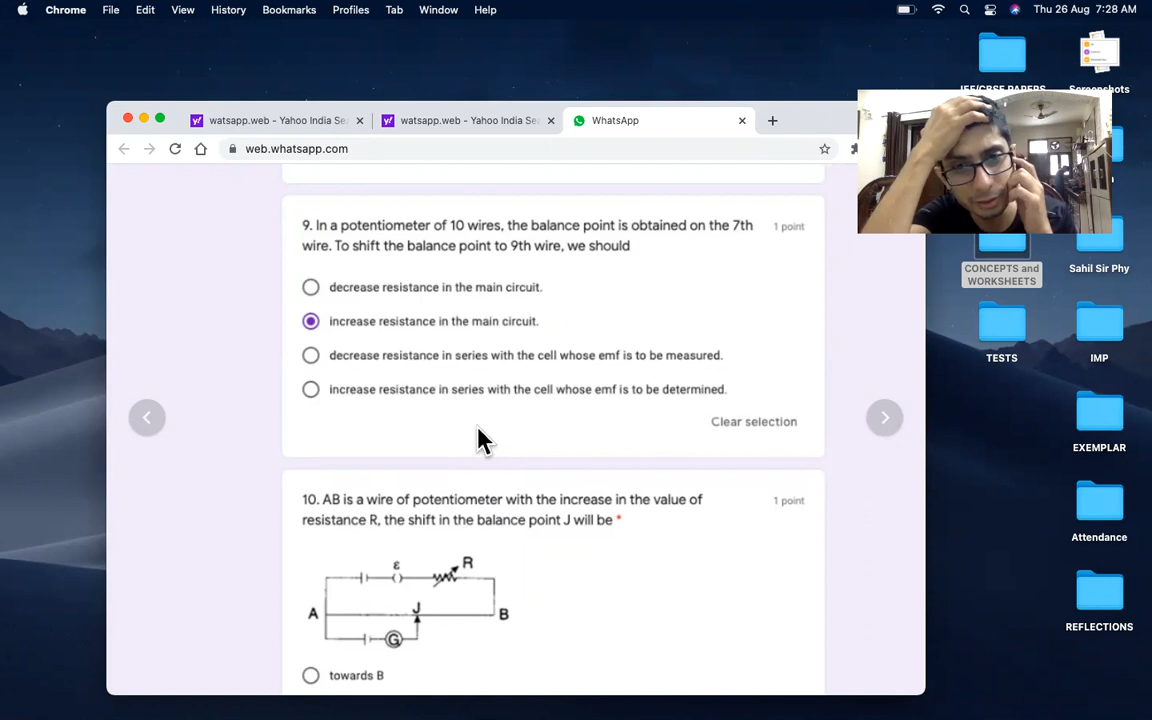 Chrome File Edit View History Bookmarks Profiles Tab Window Help
Thu 26 Aug 7:28 AM
watsapp.web - Yahoo India Sea
watsapp.web - Yahoo India Sea
WhatsApp
web.whatsapp.com
9. In a potentiometer of 10 wires, the balance point is obtained on the 7th
wire. To shift the balance point to 9th wire, we should
1 point
decrease resistance in the main circuit.
increase resistance in the main circuit.
decrease resistance in series with the cell whose emf is to be measured.
increase resistance in series with the cell whose emf is to be determined.
Clear selection
10. AB is a wire of potentiometer with the increase in the value of
resistance R, the shift in the balance point J will be *
1 point
ε
R
A
J
B
G
towards B
JEE/CBSE PAPERS
Screenshots
CONCEPTS and
WORKSHEETS
Sahil Sir Phy
TESTS
IMP
EXEMPLAR
Attendance
REFLECTIONS